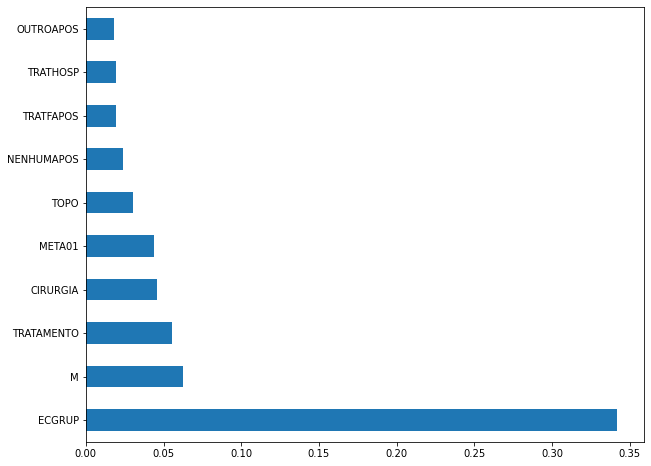 OUTROAPOS
TRATHOSP
TRATFAPOS
NENHUMAPOS
TOPO
META01
CIRURGIA
TRATAMENTO
M
ECGRUP
0.00 0.05 0.10 0.15 0.20 0.25 0.30 0.35